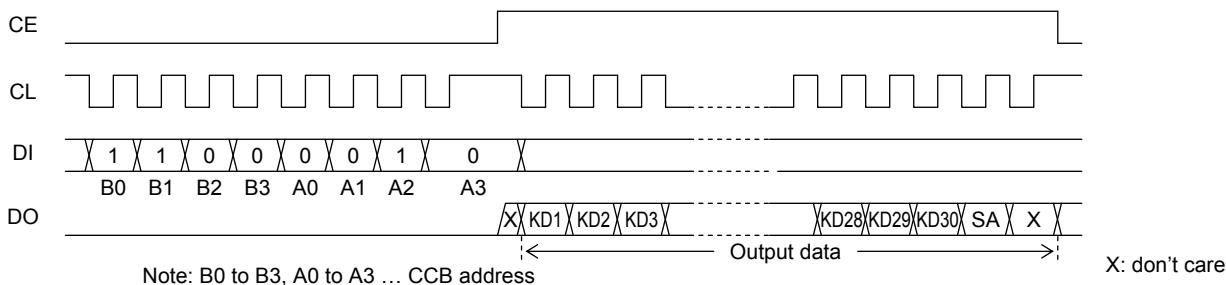 CE
CL
DI 1 1 0 0 0 0 1 0
B0 B1 B2 B3 A0 A1 A2 A3
DO X KD1 KD2 KD3 KD28 KD29 KD30 SA X
Output data
X: don't care
Note: B0 to B3, A0 to A3 … CCB address